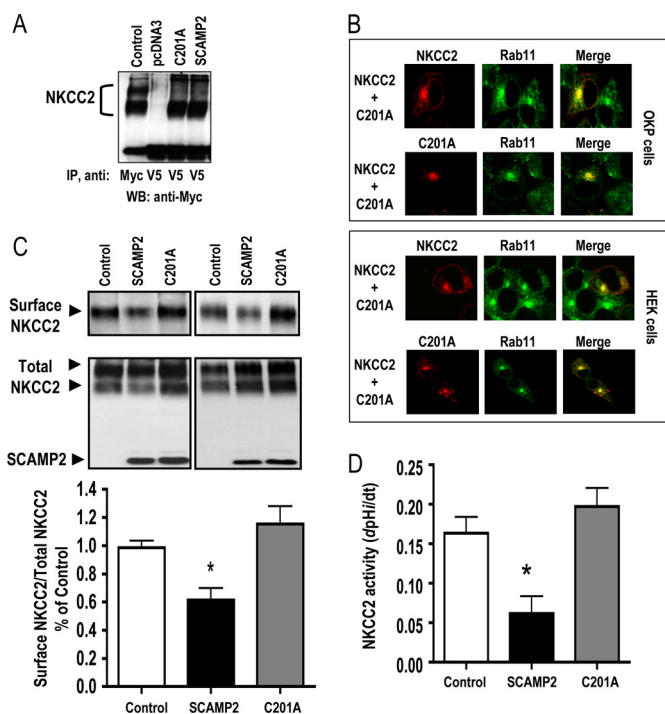 A
Control
pcDNA3
C201A
SCAMP2
NKCC2
IP, anti: Myc V5 V5 V5
WB: anti-Myc
B
NKCC2 Rab11 Merge
NKCC2
+
C201A
C201A Rab11 Merge
NKCC2
+
C201A
OKP cells
NKCC2 Rab11 Merge
NKCC2
+
C201A
C201A Rab11 Merge
NKCC2
+
C201A
HEK cells
C
Control SCAMP2 C201A Control SCAMP2 C201A
Surface
NKCC2
Total
NKCC2
SCAMP2
Surface NKCC2/Total NKCC2
% of Control
1.4
1.2
1.0
0.8
0.6
0.4
0.2
0.0
*
Control SCAMP2 C201A
D
NKCC2 activity (dpHi/dt)
0.25
0.20
0.15
0.10
0.05
0.00
*
Control SCAMP2 C201A